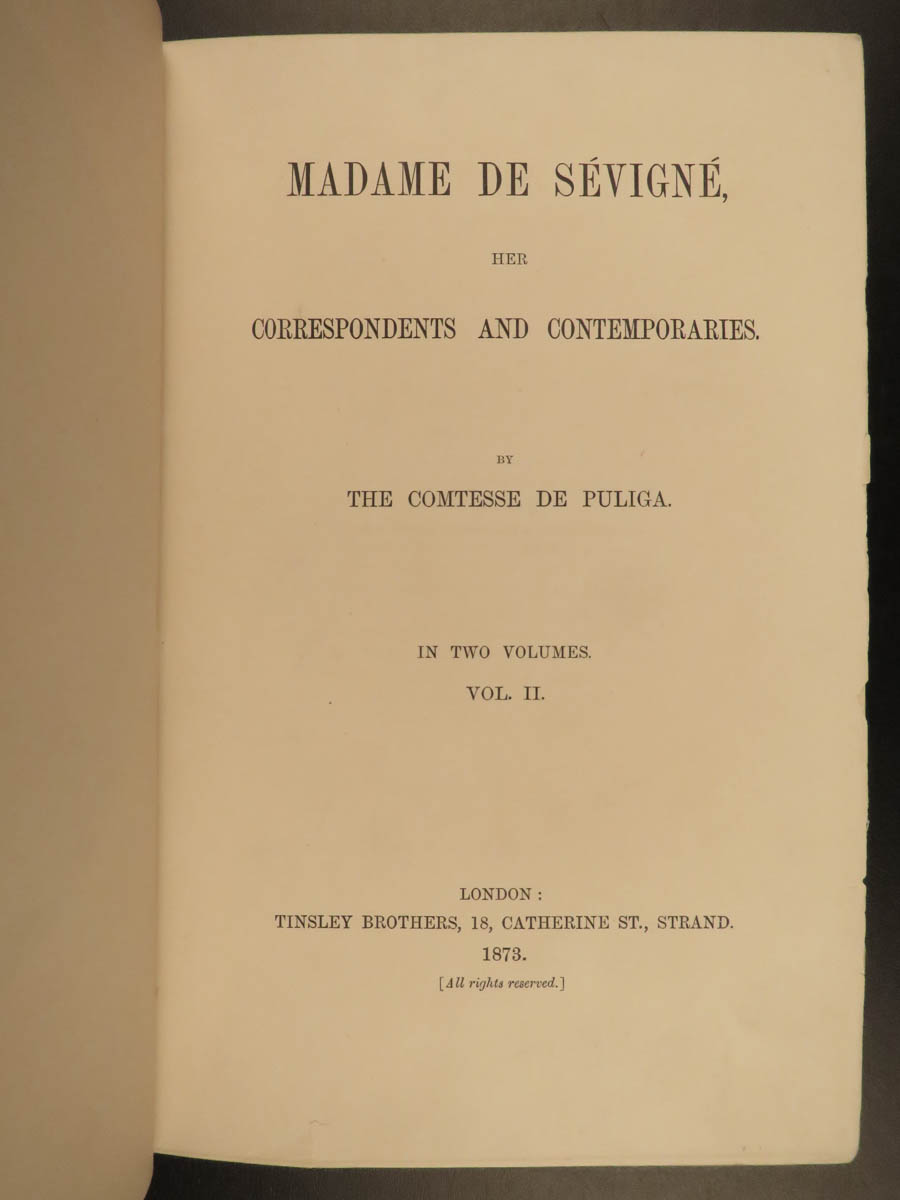 MADAME DE SÉVIGNÉ,
HER
CORRESPONDENTS AND CONTEMPORARIES.
BY
THE COMTESSE DE PULIGA.
IN TWO VOLUMES.
VOL. II.
LONDON:
TINSLEY BROTHERS, 18, CATHERINE ST., STRAND.
1873.
[All rights reserved.]